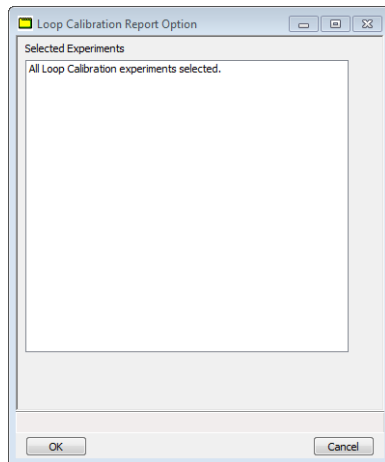 Loop Calibration Report Option
Selected Experiments
All Loop Calibration experiments selected.
OK
Cancel